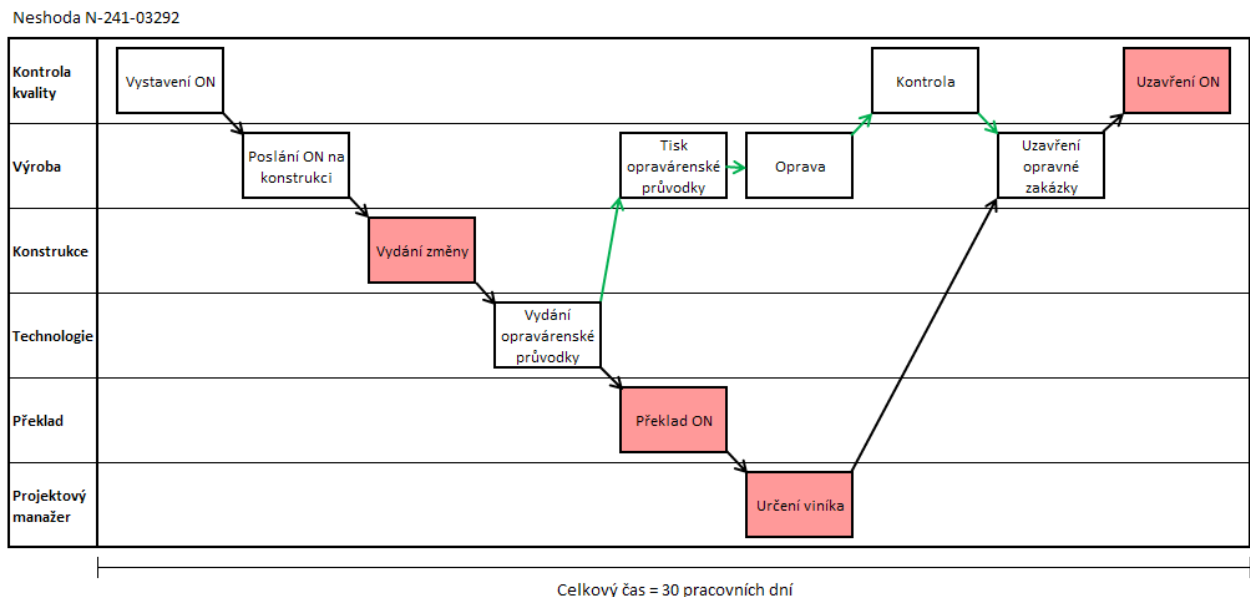 Neshoda N-241-03292
Kontrola
kvality
Vystavení ON
Kontrola
Uzavření ON
Výroba
Poslání ON na
konstrukci
Tisk
opravárenské
průvodky
Oprava
Uzavření
opravné
zakázky
Konstrukce
Vydání změny
Technologie
Vydání
opravárenské
průvodky
Překlad
Překlad ON
Projektový
manažer
Určení viníka
Celkový čas = 30 pracovních dní